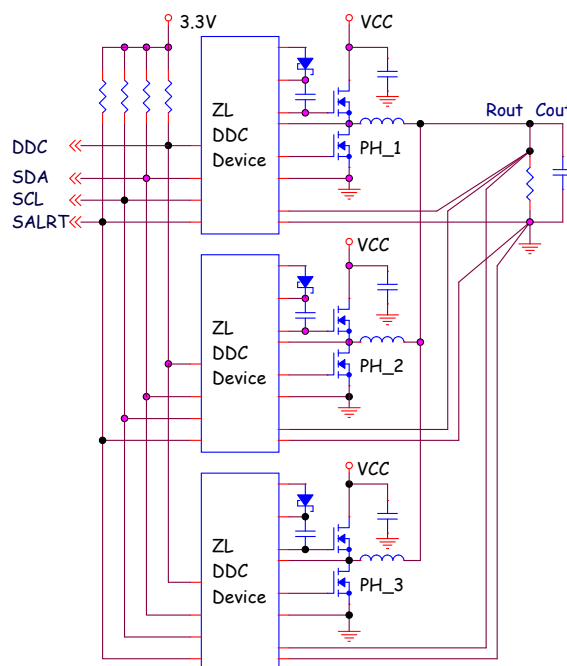 3.3V
VCC
ZL
DDC
Device
PH_1
Rout Cout
DDC
SDA
SCL
SALRT
VCC
ZL
DDC
Device
PH_2
VCC
ZL
DDC
Device
PH_3